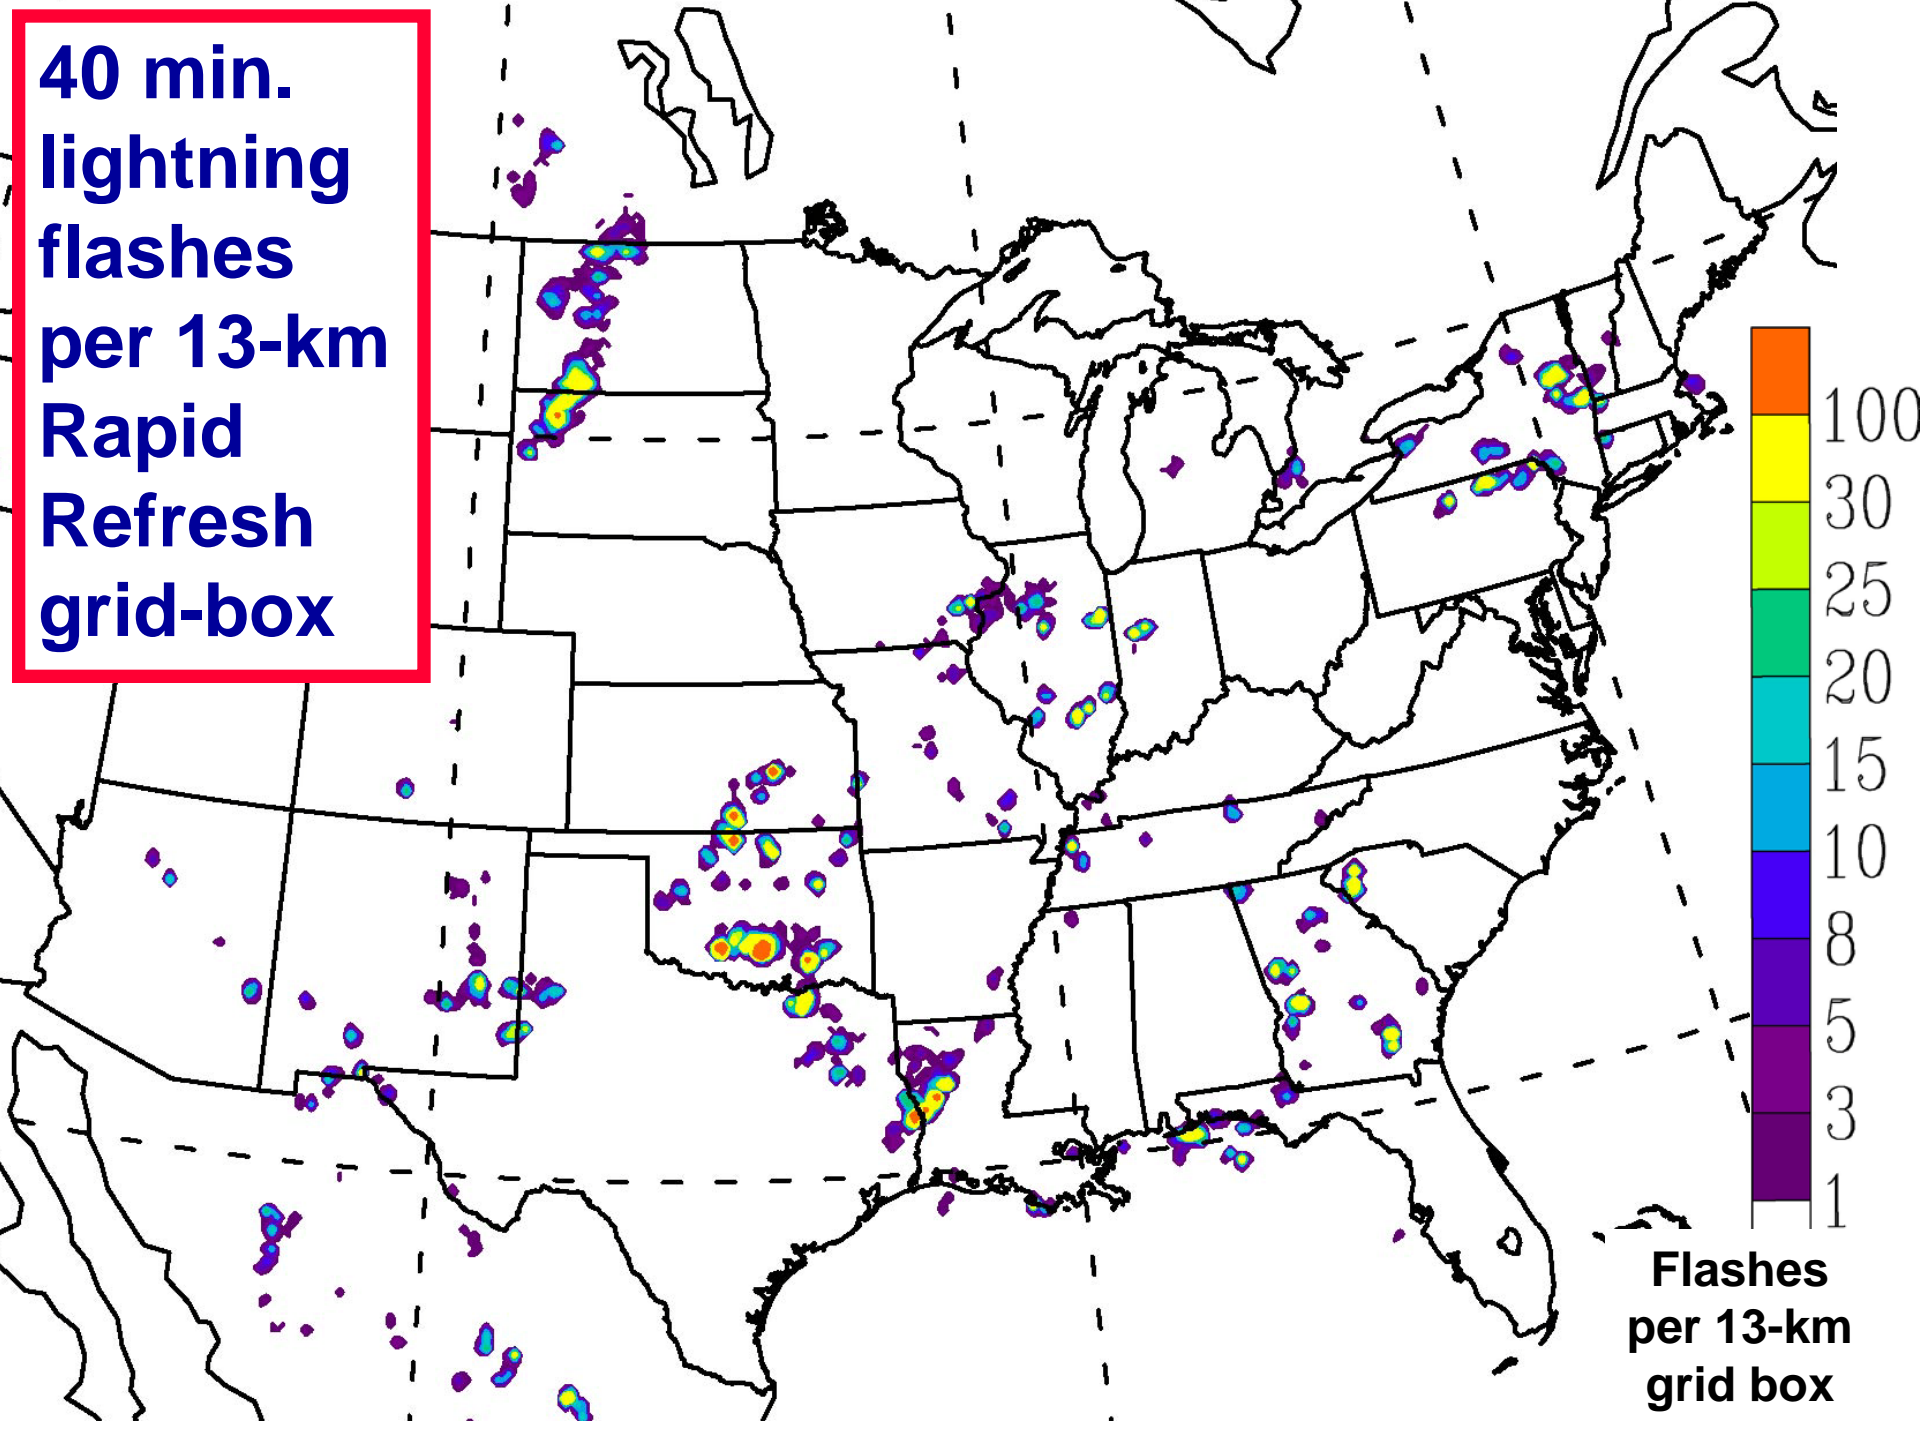 40 min.
lightning
flashes
per 13-km
Rapid
Refresh
grid-box
100
30
25
20
15
10
8
5
3
1
Flashes
per 13-km
grid box